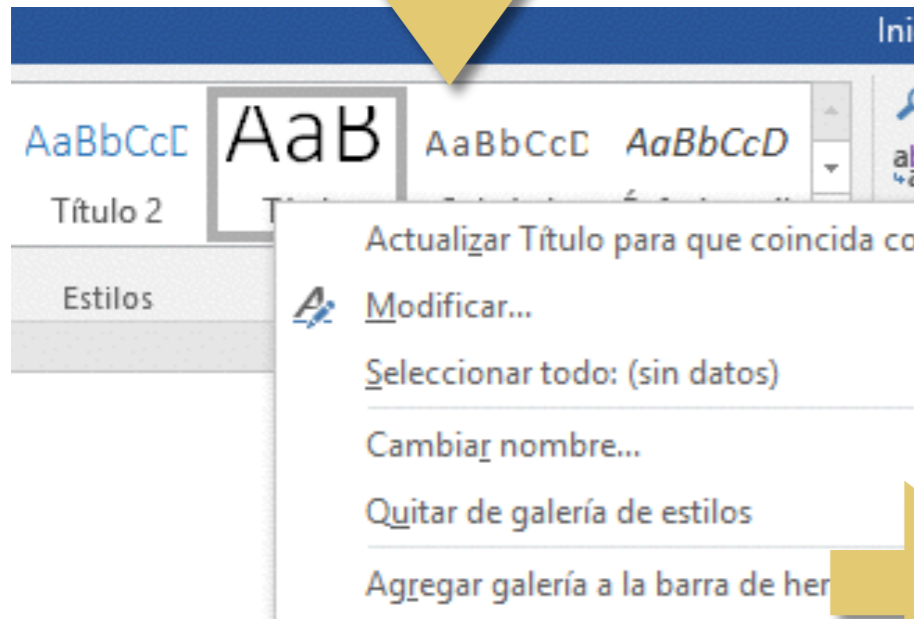 Ini
AaBbCcD AaB AaBbCcD AaBbCcD
Título 2
Estilos
Actualizar Título para que coincida co
Modificar...
Seleccionar todo: (sin datos)
Cambiar nombre...
Quitar de galería de estilos
Agregar galería a la barra de her